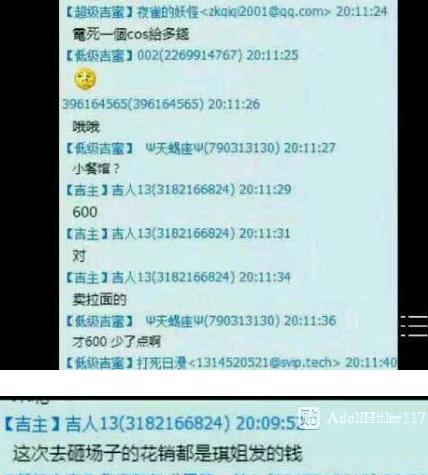 【超级吉蜜】夜雀的妖怪<zkqiqi2001@qq.com> 20:11:24
電死一個cos給多錢
【低级吉蜜】002(2269914767) 20:11:25
396164565(396164565) 20:11:26
哦哦
【低级吉蜜】 Ψ天蝎座Ψ(790313130) 20:11:27
小餐馆？
【吉主】吉人13(3182166824) 20:11:29
600
【吉主】吉人13(3182166824) 20:11:31
对
【吉主】吉人13(3182166824) 20:11:34
卖拉面的
【低级吉蜜】 Ψ天蝎座Ψ(790313130) 20:11:36
才600 少了点啊
【低级吉蜜】打死日漫<1314520521@svip.tech> 20:11:40
【吉主】吉人13(3182166824) 20:09:5
贴 AdolfHitler117
这次去砸场子的花销都是琪姐发的钱